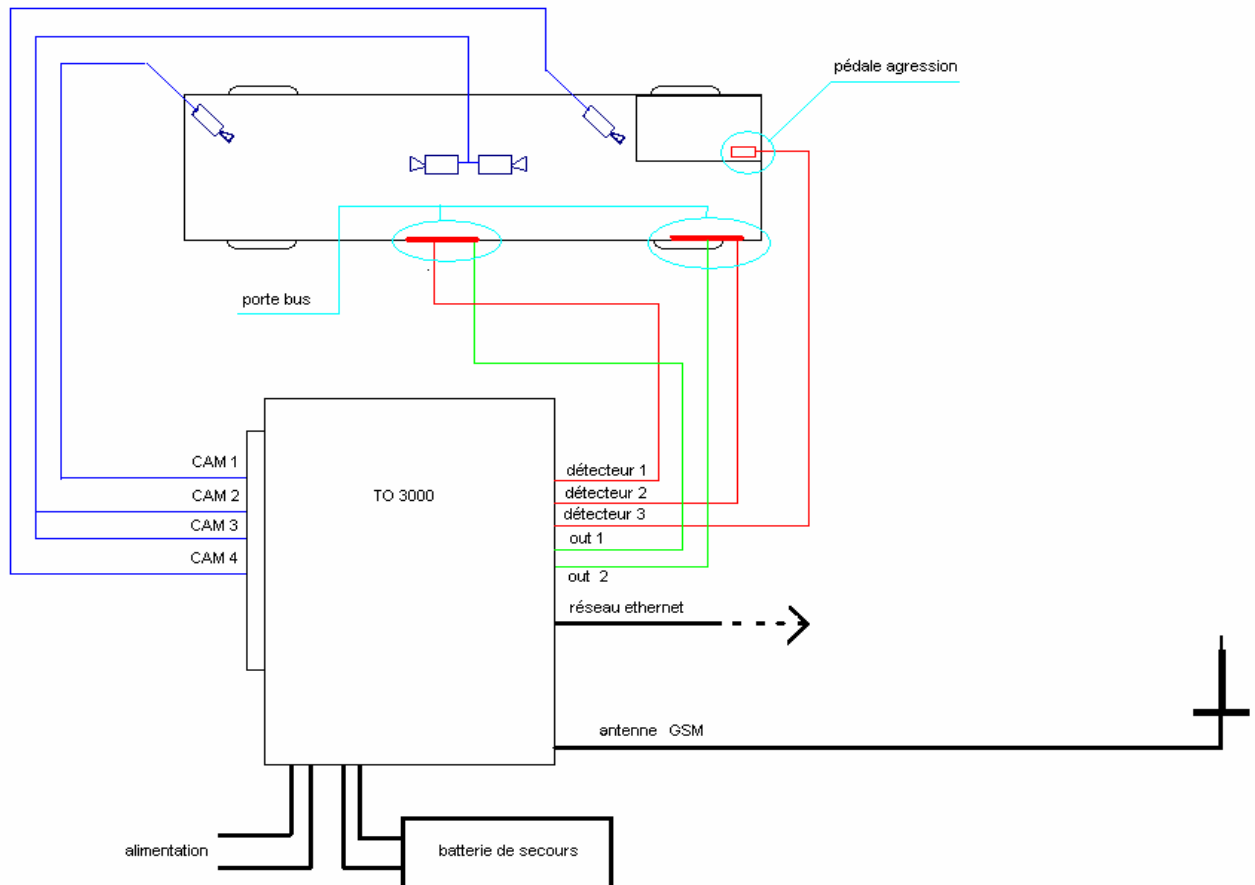 pédale agression
porte bus
CAM 1
CAM 2
CAM 3
CAM 4
TO 3000
détecteur 1
détecteur 2
détecteur 3
out 1
out 2
réseau ethernet
antenne GSM
alimentation
batterie de secours